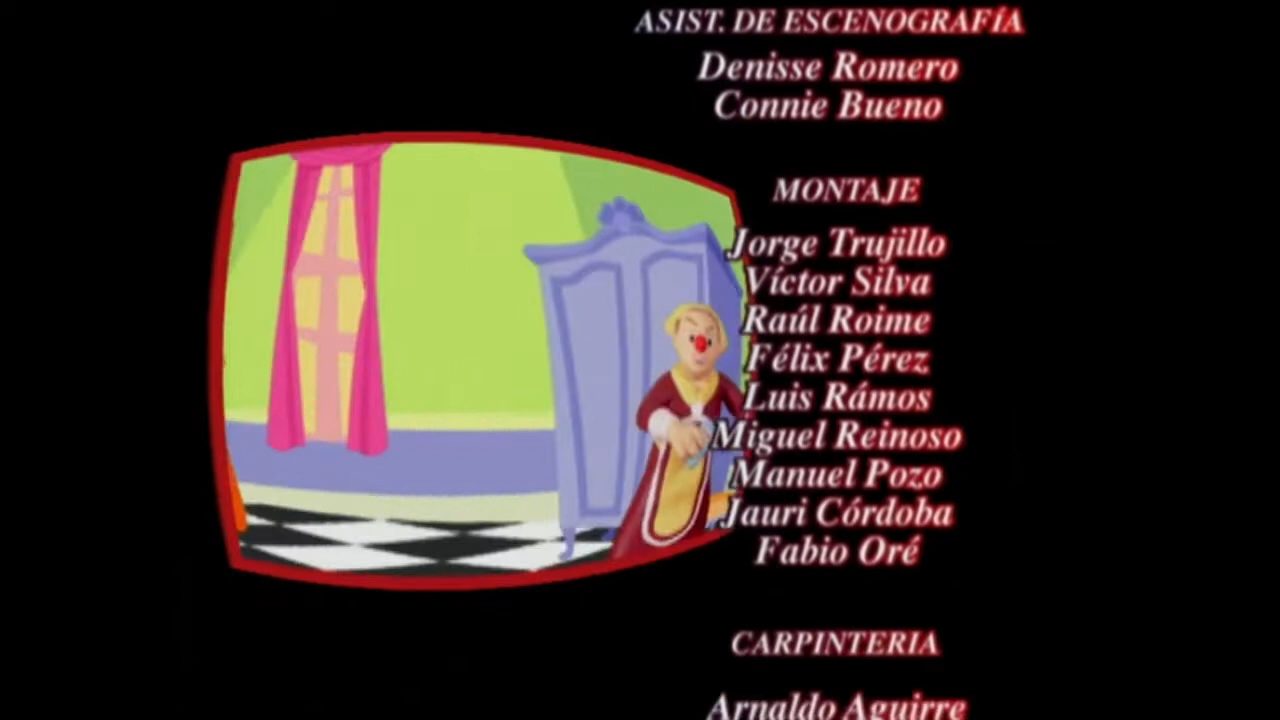 ASIST. DE ESCENOGRAFÍA
Denisse Romero
Connie Bueno
MONTAJE
Jorge Trujillo
Víctor Silva
Raúl Roime
Félix Pérez
Luis Rámos
Miguel Reinoso
Manuel Pozo
Jauri Córdoba
Fabio Oré
CARPINTERIA
Arnaldo Aguirre